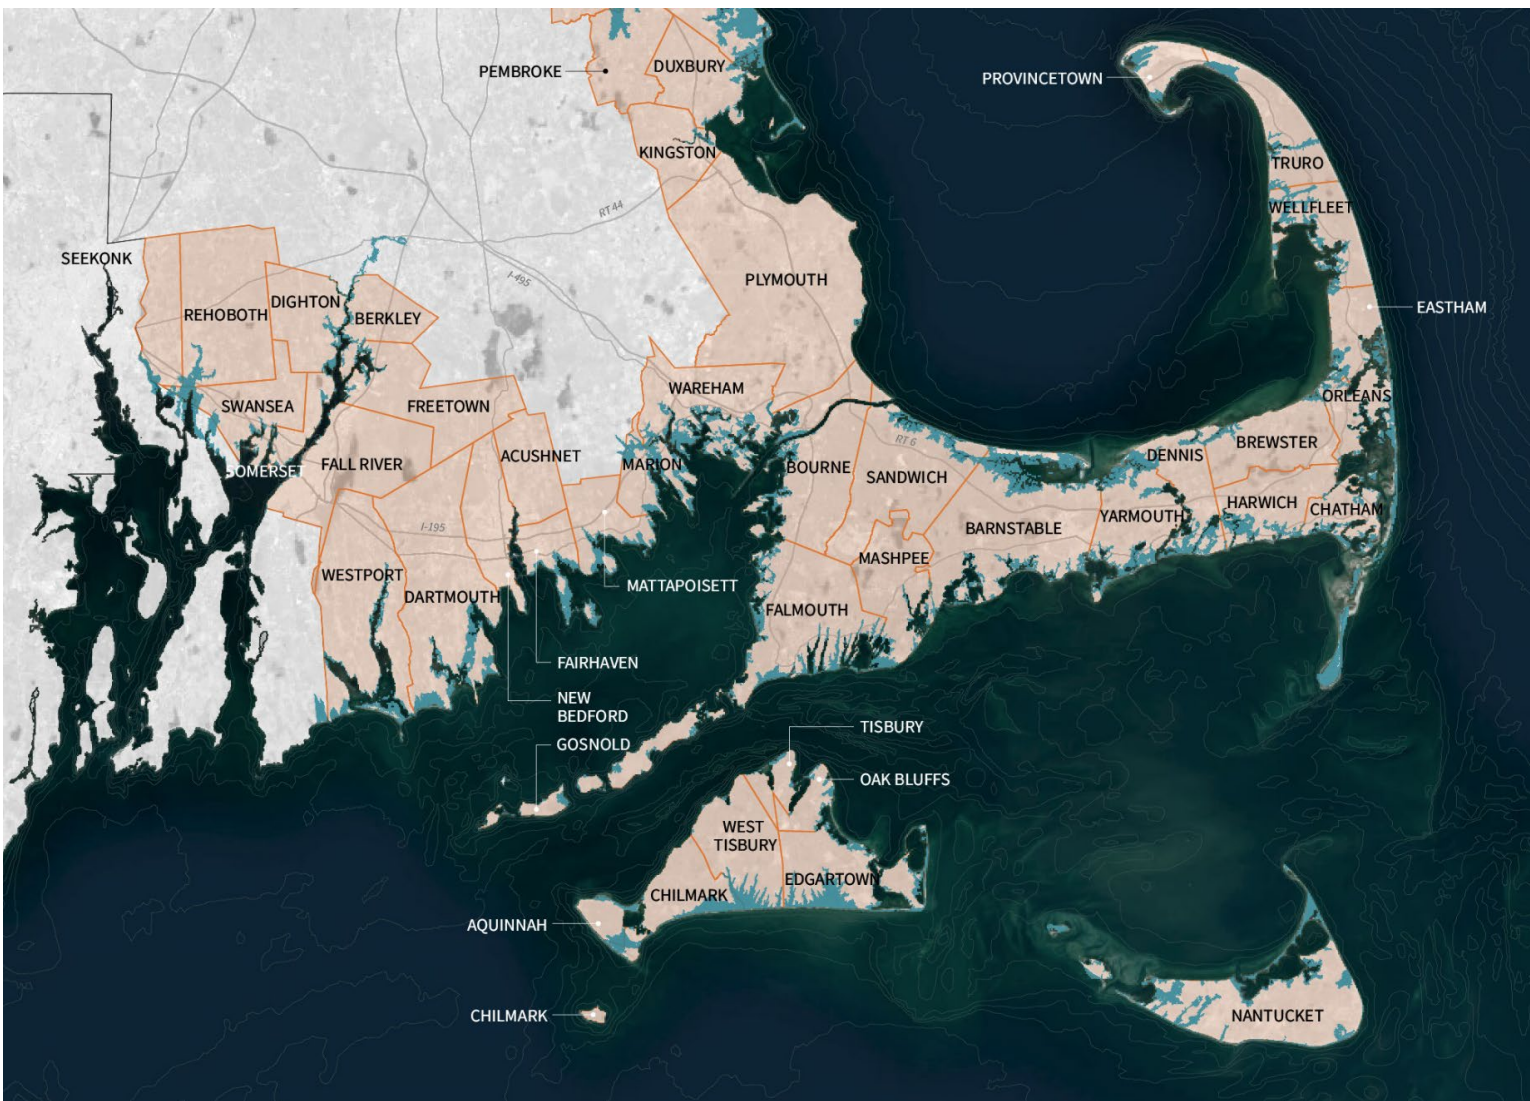 PEMBROKE
DUXBURY
PROVINCETOWN
KINGSTON
TRURO
RT 44
WELLFLEET
SEEKONK
I-495
PLYMOUTH
DIGHTON
EASTHAM
REHOBOTH
BERKLEY
WAREHAM
ORLEANS
SWANSEA
FREETOWN
RT 6
BREWSTER
ACUSHNET
DENNIS
SOMERSET
FALL RIVER
MARION
BOURNE
SANDWICH
HARWICH
CHATHAM
I-195
YARMOUTH
BARNSTABLE
MASHPEE
WESTPORT
MATTAPOISETT
DARTMOUTH
FALMOUTH
FAIRHAVEN
NEW
BEDFORD
TISBURY
GOSNOLD
OAK BLUFFS
WEST
TISBURY
EDGARTOWN
CHILMARK
AQUINNAH
CHILMARK
NANTUCKET